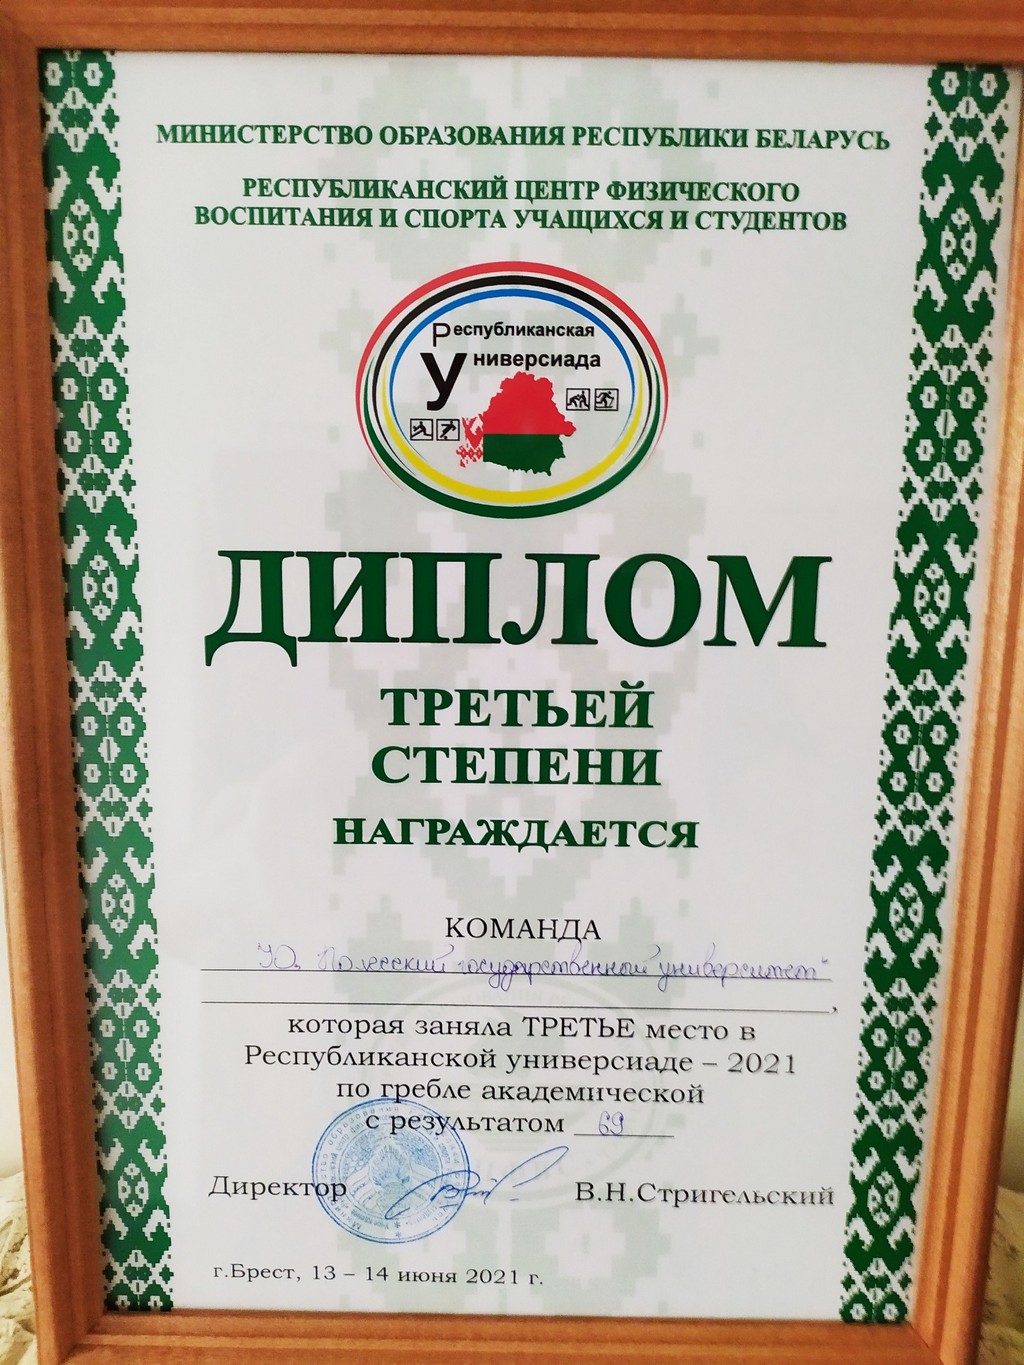 МИНИСТЕРСТВО ОБРАЗОВАНИЯ РЕСПУБЛИКИ БЕЛАРУСЬ
РЕСПУБЛИКАНСКИЙ ЦЕНТР ФИЗИЧЕСКОГО
ВОСПИТАНИЯ И СПОРТА УЧАЩИХСЯ И СТУДЕНТОВ
Республиканская
Универсиада
ДИПЛОМ
ТРЕТЬЕЙ
СТЕПЕНИ
НАГРАЖДАЕТСЯ
КОМАНДА
УО „Полесский государственный университет"
,
которая заняла ТРЕТЬЕ место в
Республиканской универсиаде – 2021
по гребле академической
с результатом 69
Директор В.Н.Стригельский
г.Брест, 13 – 14 июня 2021 г.